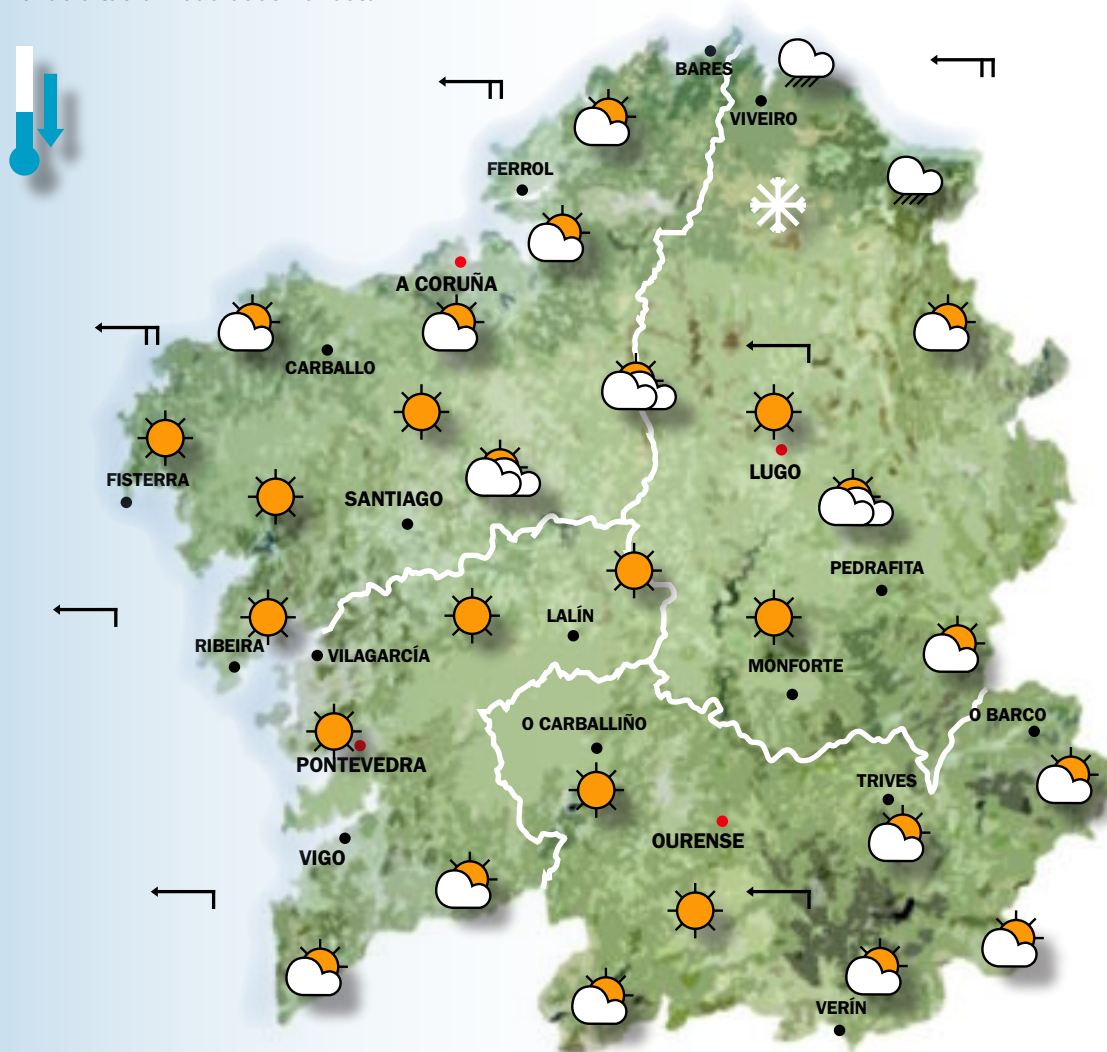 BARES
VIVEIRO
FERROL
A CORUÑA
CARBALLO
LUGO
FISTERRA
SANTIAGO
PEDRAFITA
LALÍN
RIBEIRA
VILAGARCÍA
MONFORTE
O CARBALLIÑO
O BARCO
PONTEVEDRA
TRIVES
OURENSE
VIGO
VERÍN